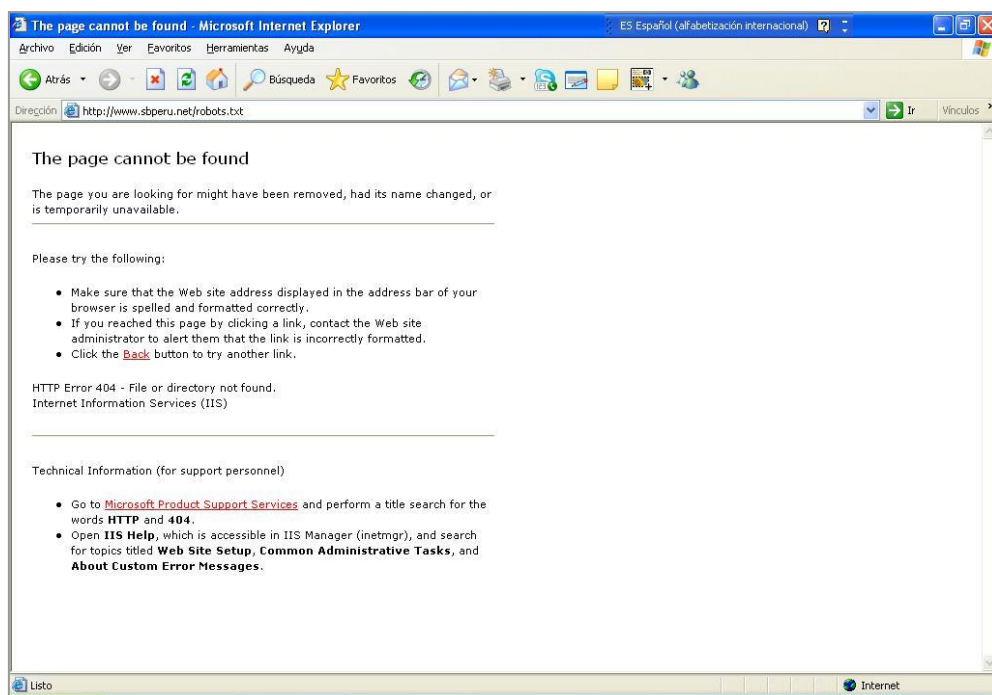 The page cannot be found - Microsoft Internet Explorer
ES Español (alfabetización internacional)
Archivo Edición Ver Favoritos Herramientas Ayuda
Atrás Búsqueda Favoritos
Dirección http://www.sbperu.net/robots.txt Ir Vínculos
The page cannot be found
The page you are looking for might have been removed, had its name changed, or
is temporarily unavailable.
Please try the following:
• Make sure that the Web site address displayed in the address bar of your
browser is spelled and formatted correctly.
• If you reached this page by clicking a link, contact the Web site
administrator to alert them that the link is incorrectly formatted.
• Click the Back button to try another link.
HTTP Error 404 - File or directory not found.
Internet Information Services (IIS)
Technical Information (for support personnel)
• Go to Microsoft Product Support Services and perform a title search for the
words HTTP and 404.
• Open IIS Help, which is accessible in IIS Manager (inetmgr), and search
for topics titled Web Site Setup, Common Administrative Tasks, and
About Custom Error Messages.
Listo Internet